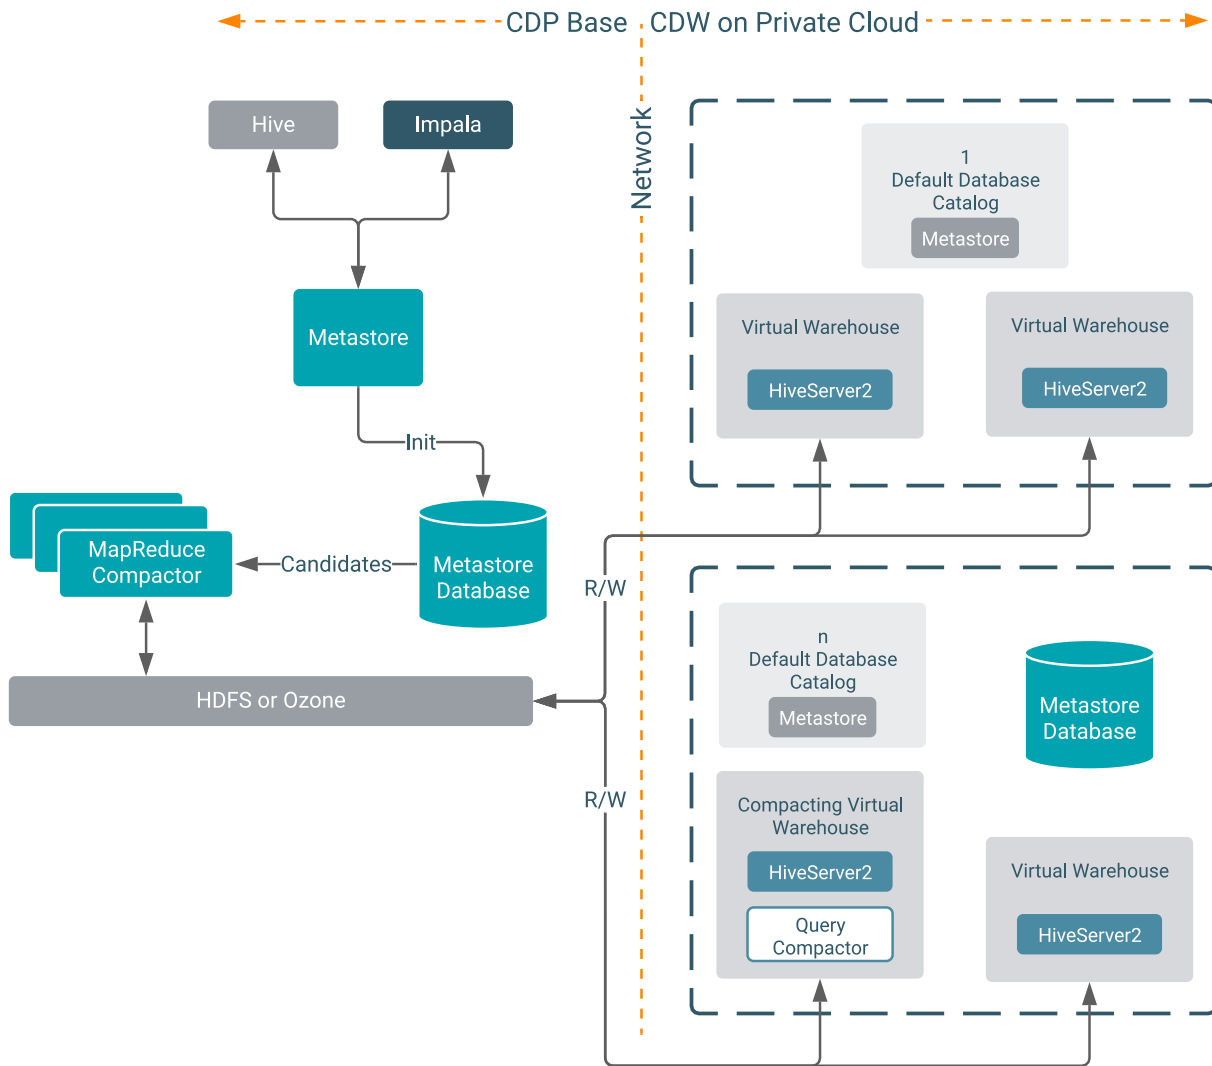 CDP Base
CDW on Private Cloud
Network
Hive
Impala
Metastore
Init
Metastore
Database
Candidates
MapReduce
Compactor
HDFS or Ozone
R/W
R/W
1
Default Database
Catalog
Metastore
Virtual Warehouse
HiveServer2
Virtual Warehouse
HiveServer2
n
Default Database
Catalog
Metastore
Metastore
Database
Compacting Virtual
Warehouse
HiveServer2
Query
Compactor
Virtual Warehouse
HiveServer2